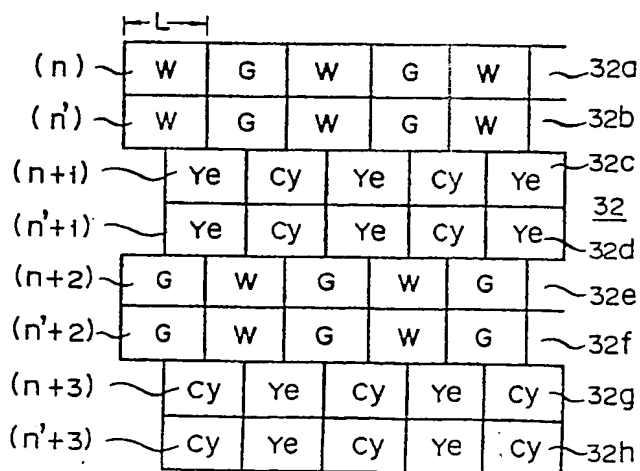 L
(n) W G W G W 32a
(n') W G W G W 32b
(n+1) Ye Cy Ye Cy Ye 32c
32
(n'+1) Ye Cy Ye Cy Ye 32d
(n+2) G W G W G 32e
(n'+2) G W G W G 32f
(n+3) Cy Ye Cy Ye Cy 32g
(n'+3) Cy Ye Cy Ye Cy 32h